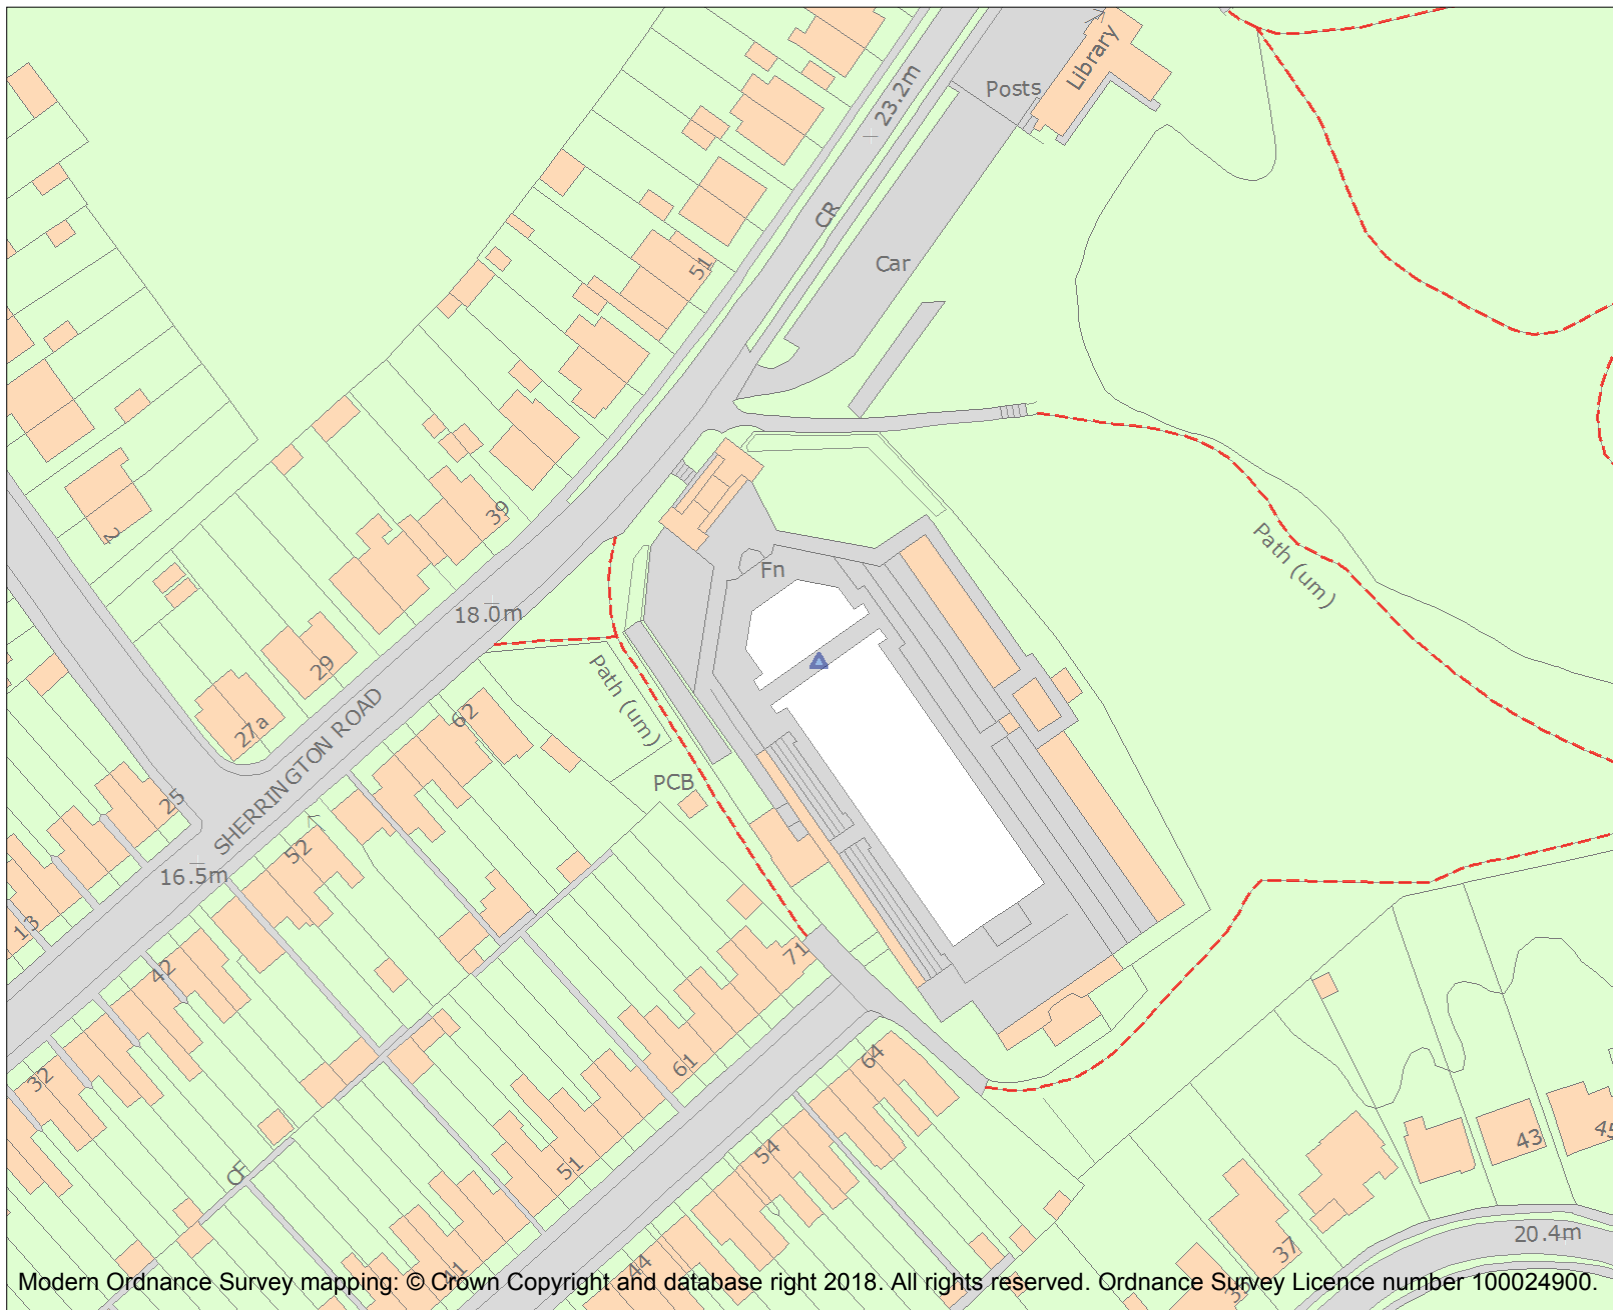 Library
Posts
23.2m
CR
Car
51
39
2
Path (um)
Fn
18.0m
29
27a
Path (um)
62
SHERRINGTON ROAD
PCB
25
52
16.5m
13
42
71
32
61
64
51
54
CF
43
45
37
20.4m
44
41
Modern Ordnance Survey mapping: © Crown Copyright and database right 2018. All rights reserved. Ordnance Survey Licence number 100024900.